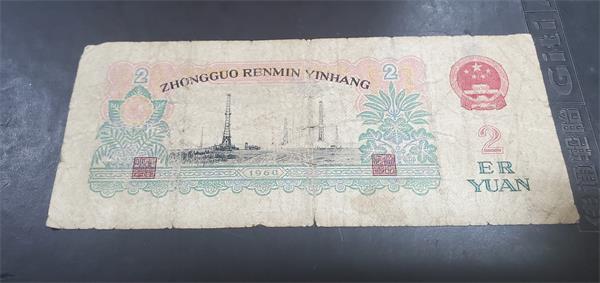 2
ZHONGGUO RENMIN YINHANG
2
1960
2
ER
YUAN